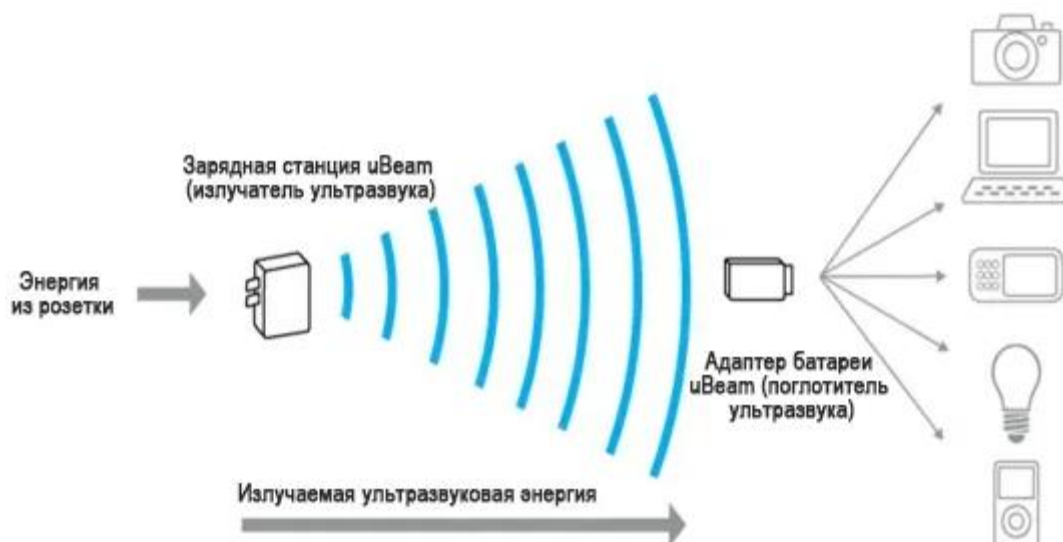 Зарядная станция uBeam
(излучатель ультразвука)
Энергия
из розетки
Адаптер батареи
uBeam (поглотитель
ультразвука)
Излучаемая ультразвуковая энергия